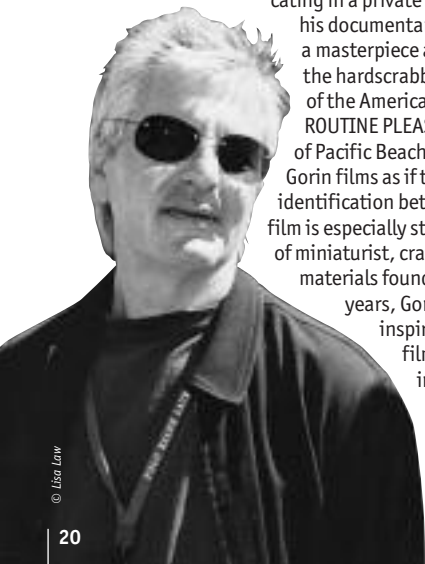 cating in a private
his documentar
a masterpiece a
the hardscrabb
of the America
ROUTINE PLEAS
of Pacific Beach
Gorin films as if t
identification bet
film is especially st
of miniaturist, cra
materials found
years, Gor
inspir
film
in
© Lisa Law
20